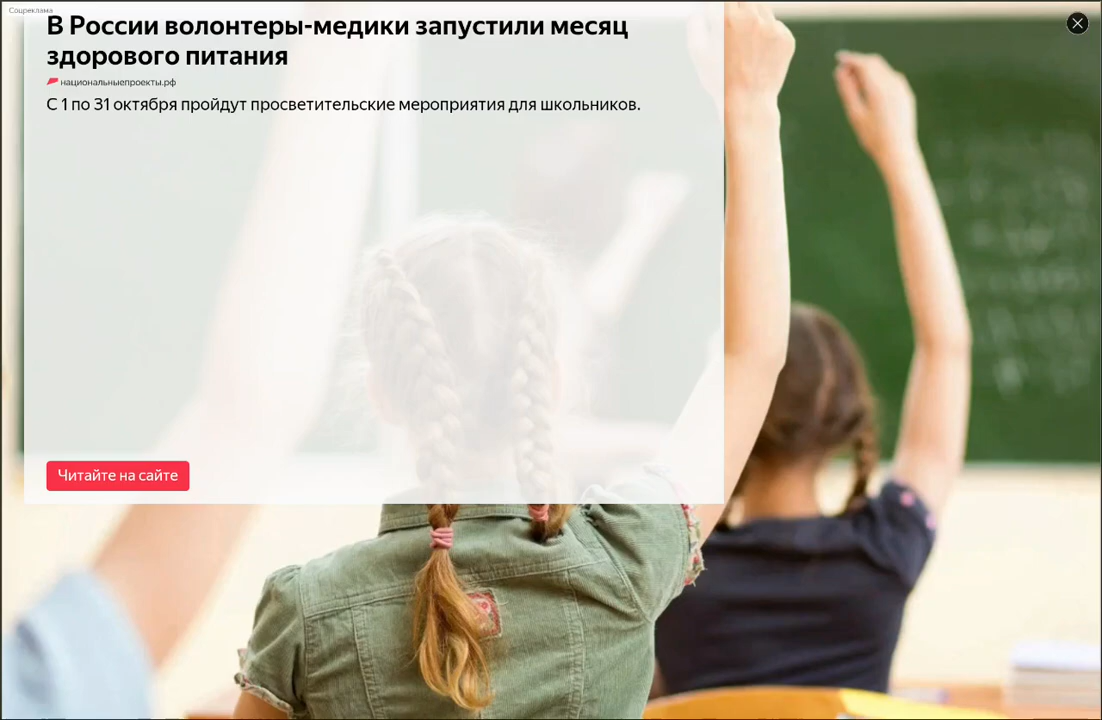 Соцреклама
В России волонтеры-медики запустили месяц
здорового питания
национальныепроекты.рф
С 1 по 31 октября пройдут просветительские мероприятия для школьников.
Читайте на сайте